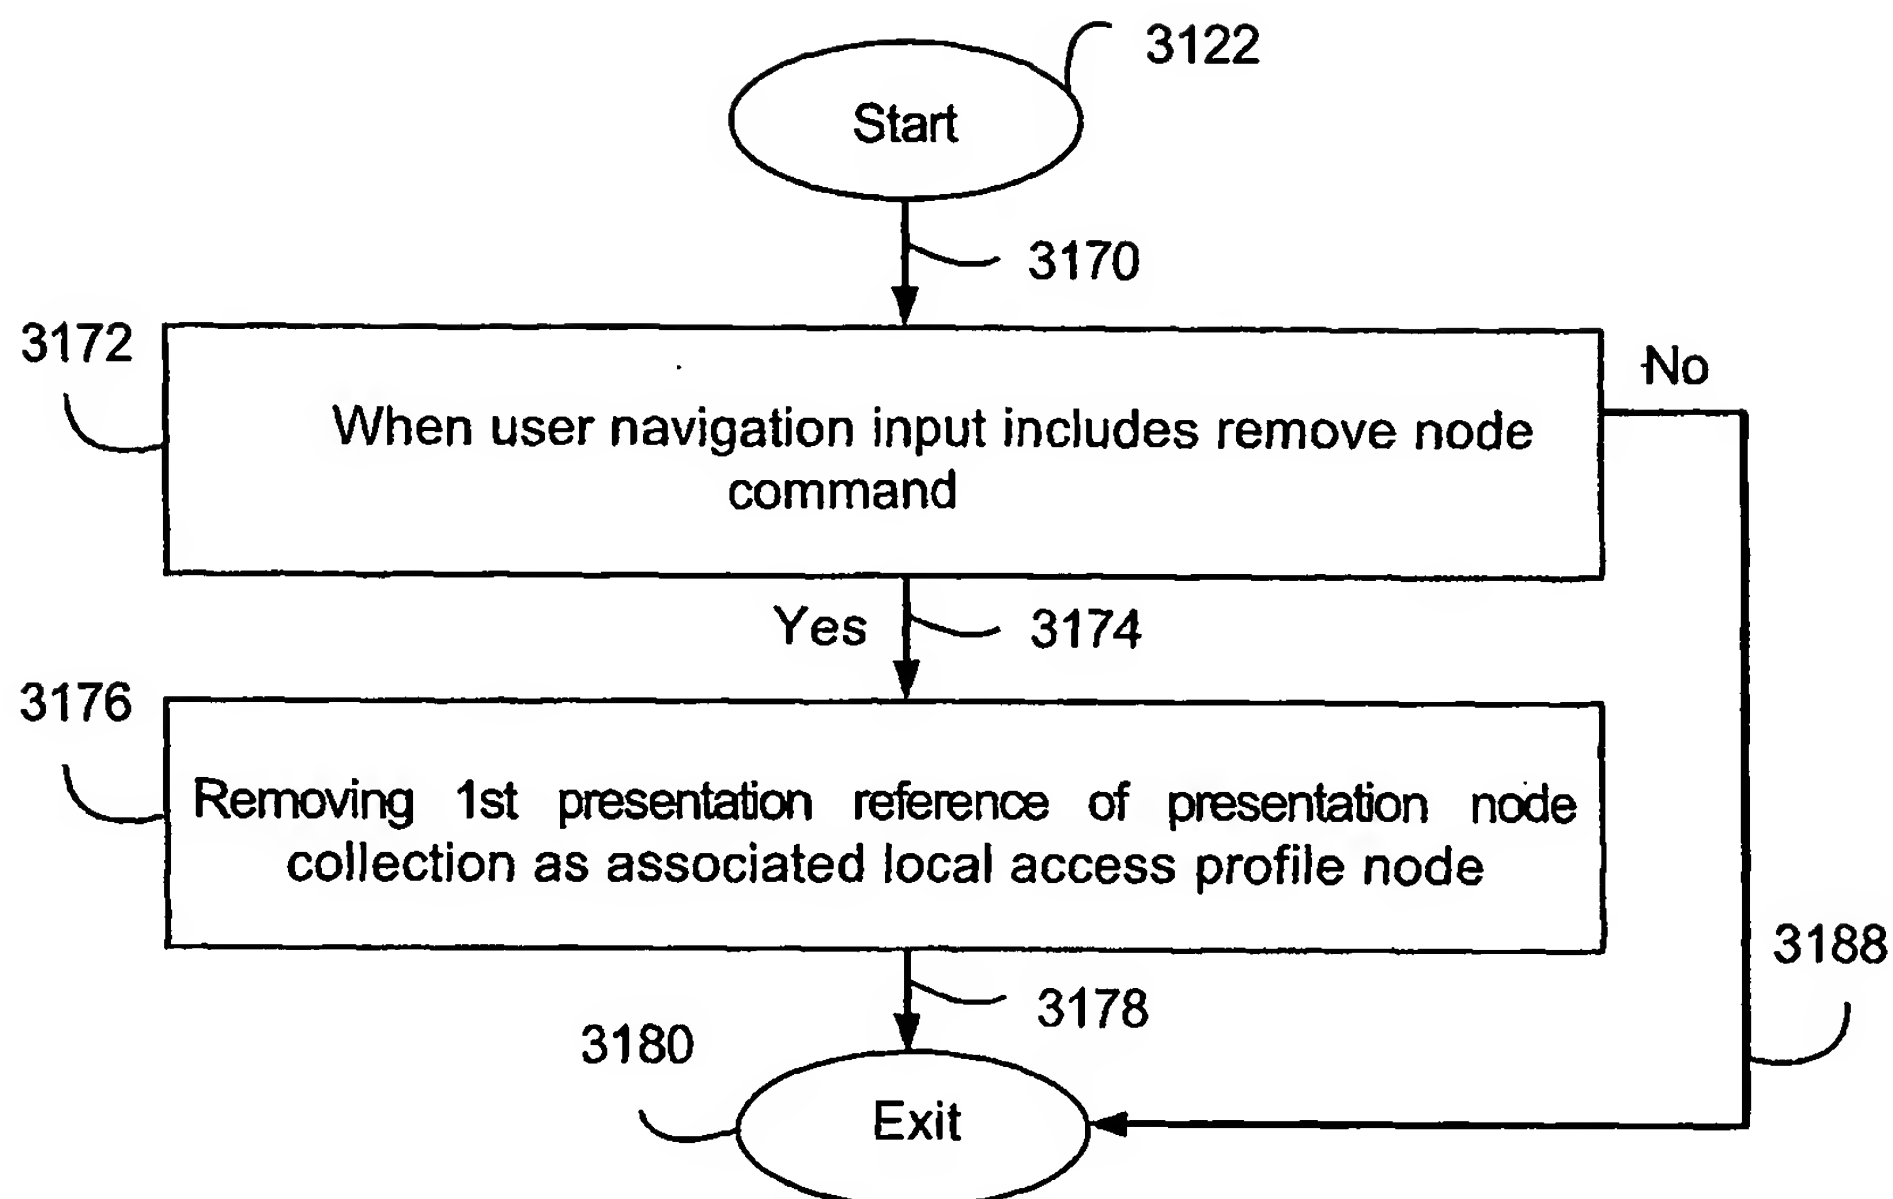 3122
Start
3170
3172
No
When user navigation input includes remove node
command
Yes
3174
3176
Removing 1st presentation reference of presentation node
collection as associated local access profile node
3188
3178
3180
Exit